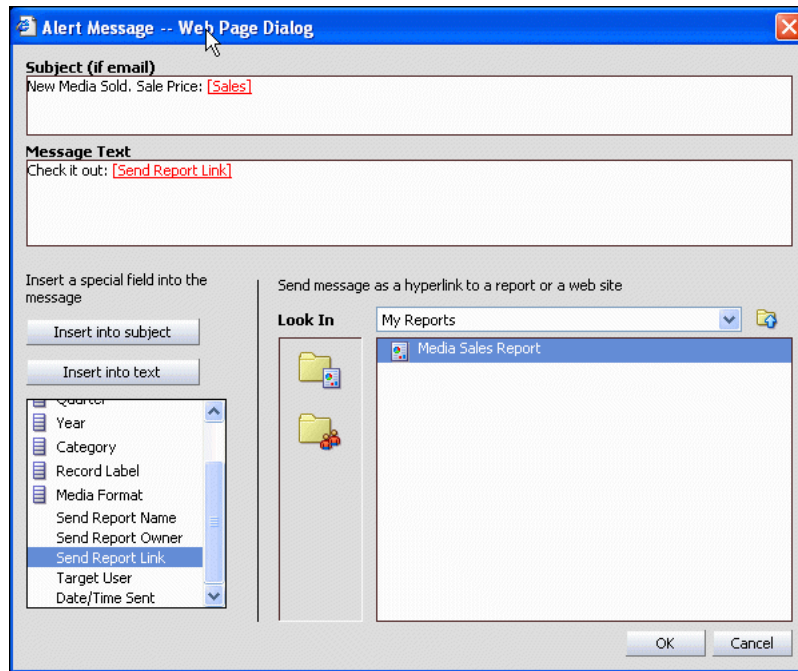 Alert Message -- Web Page Dialog
Subject (if email)
New Media Sold. Sale Price: [Sales]
Message Text
Check it out: [Send Report Link]
Insert a special field into the
message
Insert into subject
Insert into text
Quarter
Year
Category
Record Label
Media Format
Send Report Name
Send Report Owner
Send Report Link
Target User
Date/Time Sent
Send message as a hyperlink to a report or a web site
Look In
My Reports
Media Sales Report
OK
Cancel